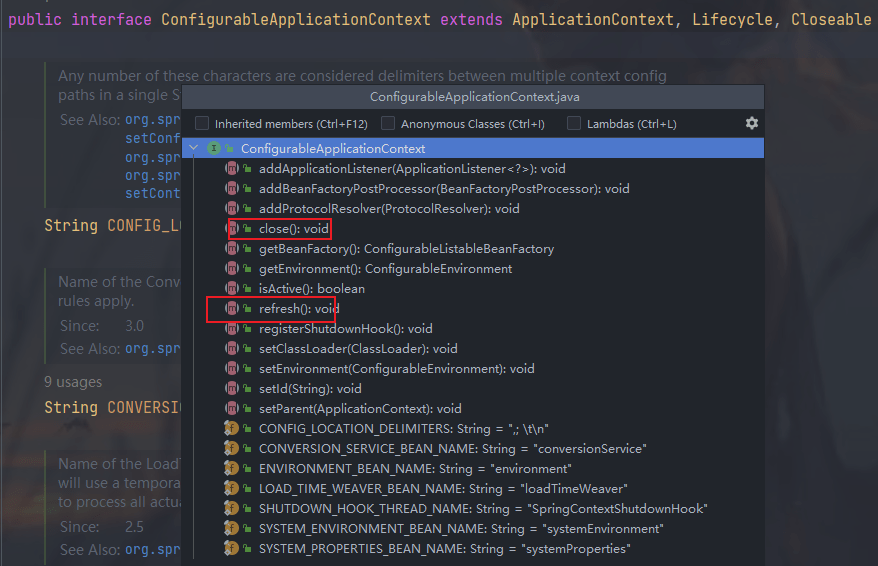 public interface ConfigurableApplicationContext extends ApplicationContext, Lifecycle, Closeable
Any number of these characters are considered delimiters between multiple context config
paths in a single S
See Also: org.spr
setConf
org.spr
org.spr
setCont
String CONFIG_LO
Name of the Conv
rules apply.
Since: 3.0
See Also: org.spr
9 usages
String CONVERSIO
Name of the LoadT
will use a tempora
to process all actua
Since: 2.5
See Also: org.spr
ConfigurableApplicationContext.java
Inherited members (Ctrl+F12) Anonymous Classes (Ctrl+I) Lambdas (Ctrl+L)
ConfigurableApplicationContext
addApplicationListener(ApplicationListener<?>): void
addBeanFactoryPostProcessor(BeanFactoryPostProcessor): void
addProtocolResolver(ProtocolResolver): void
close(): void
getBeanFactory(): ConfigurableListableBeanFactory
getEnvironment(): ConfigurableEnvironment
isActive(): boolean
refresh(): void
registerShutdownHook(): void
setClassLoader(ClassLoader): void
setEnvironment(ConfigurableEnvironment): void
setId(String): void
setParent(ApplicationContext): void
CONFIG_LOCATION_DELIMITERS: String = ",; \t\n"
CONVERSION_SERVICE_BEAN_NAME: String = "conversionService"
ENVIRONMENT_BEAN_NAME: String = "environment"
LOAD_TIME_WEAVER_BEAN_NAME: String = "loadTimeWeaver"
SHUTDOWN_HOOK_THREAD_NAME: String = "SpringContextShutdownHook"
SYSTEM_ENVIRONMENT_BEAN_NAME: String = "systemEnvironment"
SYSTEM_PROPERTIES_BEAN_NAME: String = "systemProperties"